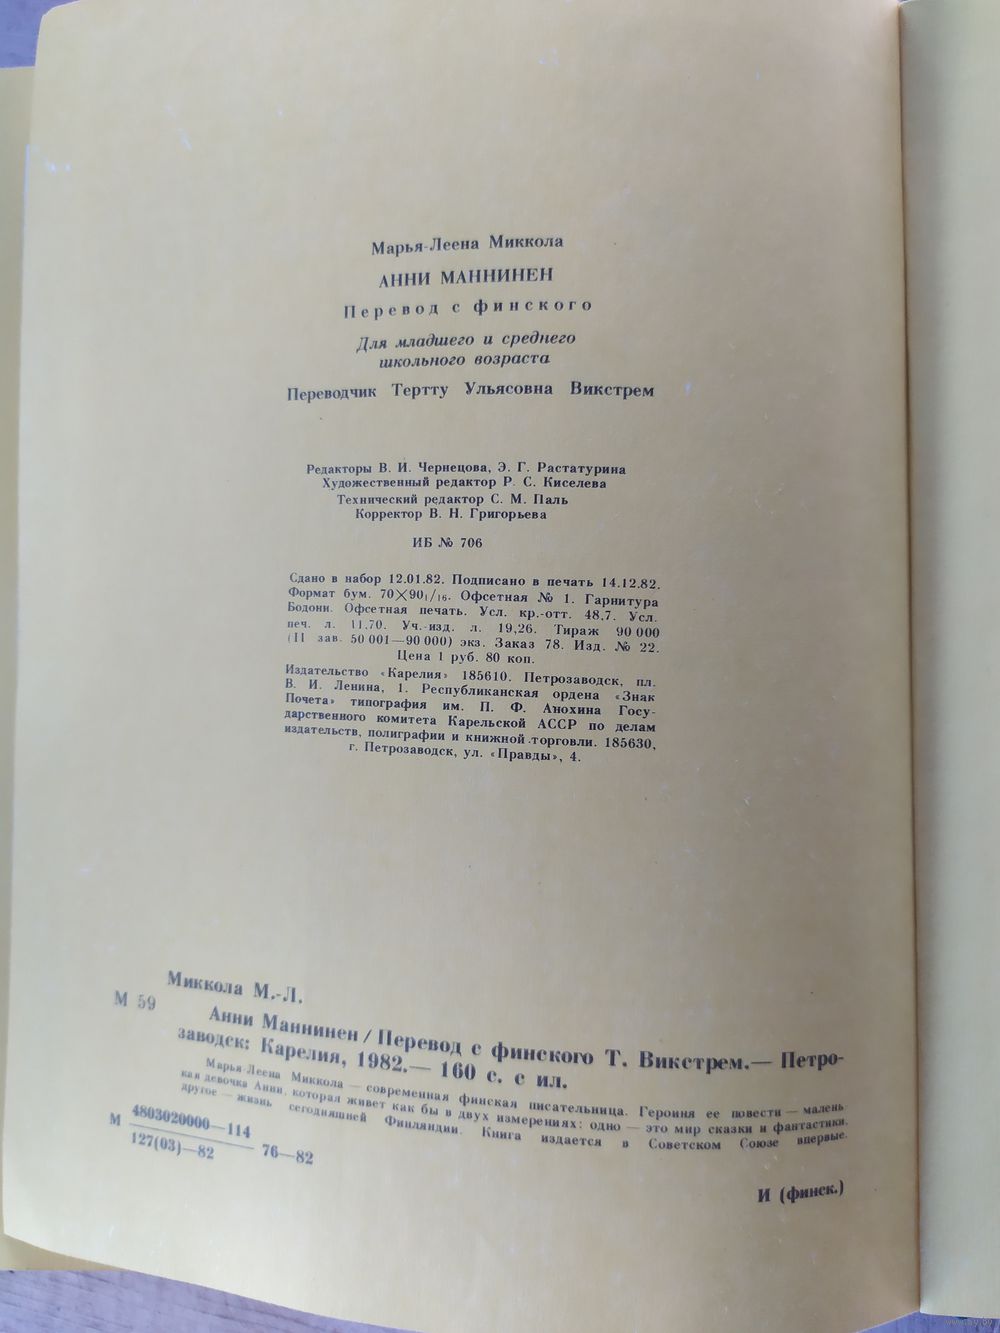 Марья-Леена Миккола
АННИ МАННИНЕН
Перевод с финского
Для младшего и среднего
школьного возраста
Переводчик Тертту Ульясовна Викстрем
Редакторы В. И. Чернецова, Э. Г. Растатурина
Художественный редактор Р. С. Киселева
Технический редактор С. М. Паль
Корректор В. Н. Григорьева
ИБ № 706
Сдано в набор 12.01.82. Подписано в печать 14.12.82.
Формат бум. 70×90₁/₁₆. Офсетная № 1. Гарнитура
Бодони. Офсетная печать. Усл. кр.-отт. 48,7. Усл.
печ. л. 11,70. Уч.-изд. л. 19,26. Тираж 90 000
(II зав. 50 001—90 000) экз. Заказ 78. Изд. № 22.
Цена 1 руб. 80 коп.
Издательство «Карелия» 185610. Петрозаводск, пл.
В. И. Ленина, 1. Республиканская ордена «Знак
Почета» типография им. П. Ф. Анохина Госу-
дарственного комитета Карельской АССР по делам
издательств, полиграфии и книжной торговли. 185630,
г. Петрозаводск, ул. «Правды», 4.
Миккола М.-Л.
М 59
Анни Маннинен / Перевод с финского Т. Викстрем.— Петро-
заводск: Карелия, 1982.— 160 с. с ил.
Марья Леена Миккола — современная финская писательница. Героиня ее повести — малень-
кая девочка Анни, которая живет как бы в двух измерениях: одно — это мир сказки и фантастики,
другое — жизнь сегодняшней Финляндии. Книга издается в Советском Союзе впервые.
М 4803020000—114
127(03)—82 76—82
И (финск.)